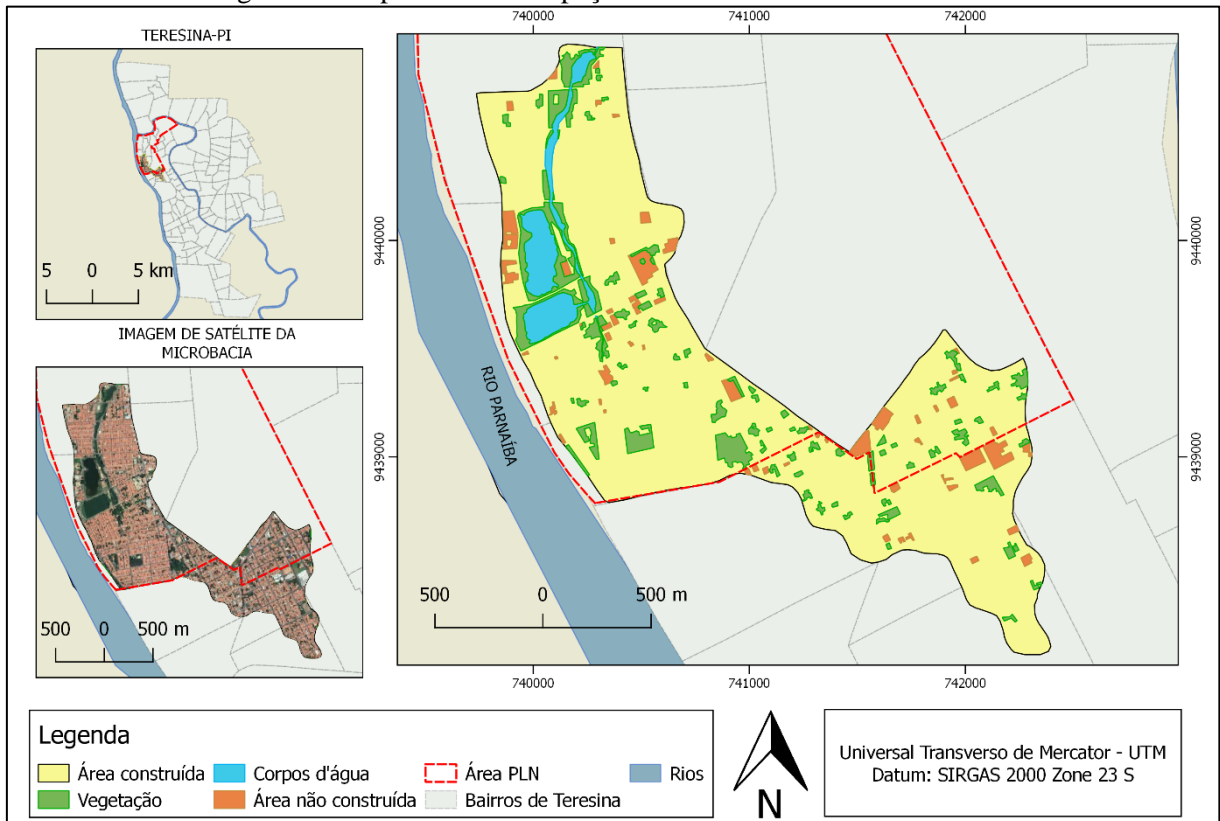 740000 741000 742000
TERESINA-PI
5 0 5 km
IMAGEM DE SATÉLITE DA
MICROBACIA
500 0 500 m
9440000 9440000
9439000 9439000
RIO PARNAÍBA
500 0 500 m
740000 741000 742000
Legenda
Área construída Corpos d'água Área PLN Rios
Vegetação Área não construída Bairros de Teresina
N
Universal Transverso de Mercator - UTM
Datum: SIRGAS 2000 Zone 23 S